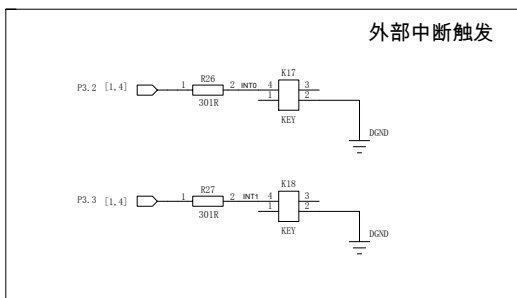 外部中断触发
R26
K17
P3.2 [1,4] 1 2 INT0 4 3
1 2
301R
KEY
DGND
R27
K18
P3.3 [1,4] 1 2 INT1 4 3
1 2
301R
KEY
DGND